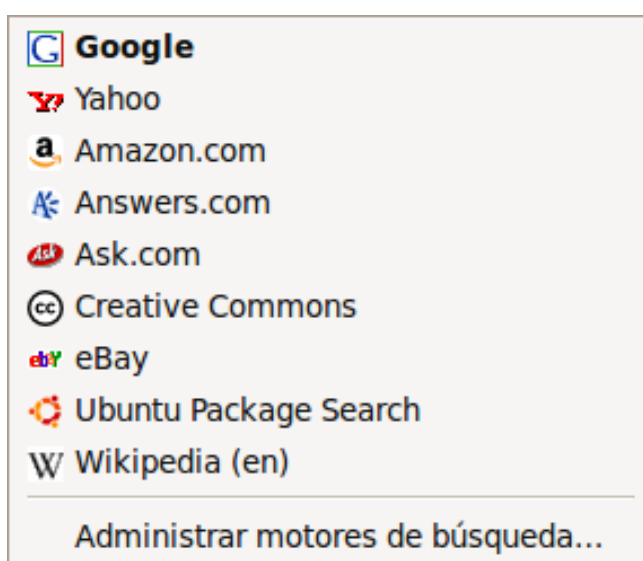 Google
Yahoo
Amazon.com
Answers.com
Ask.com
Creative Commons
eBay
Ubuntu Package Search
Wikipedia (en)
Administrar motores de búsqueda...